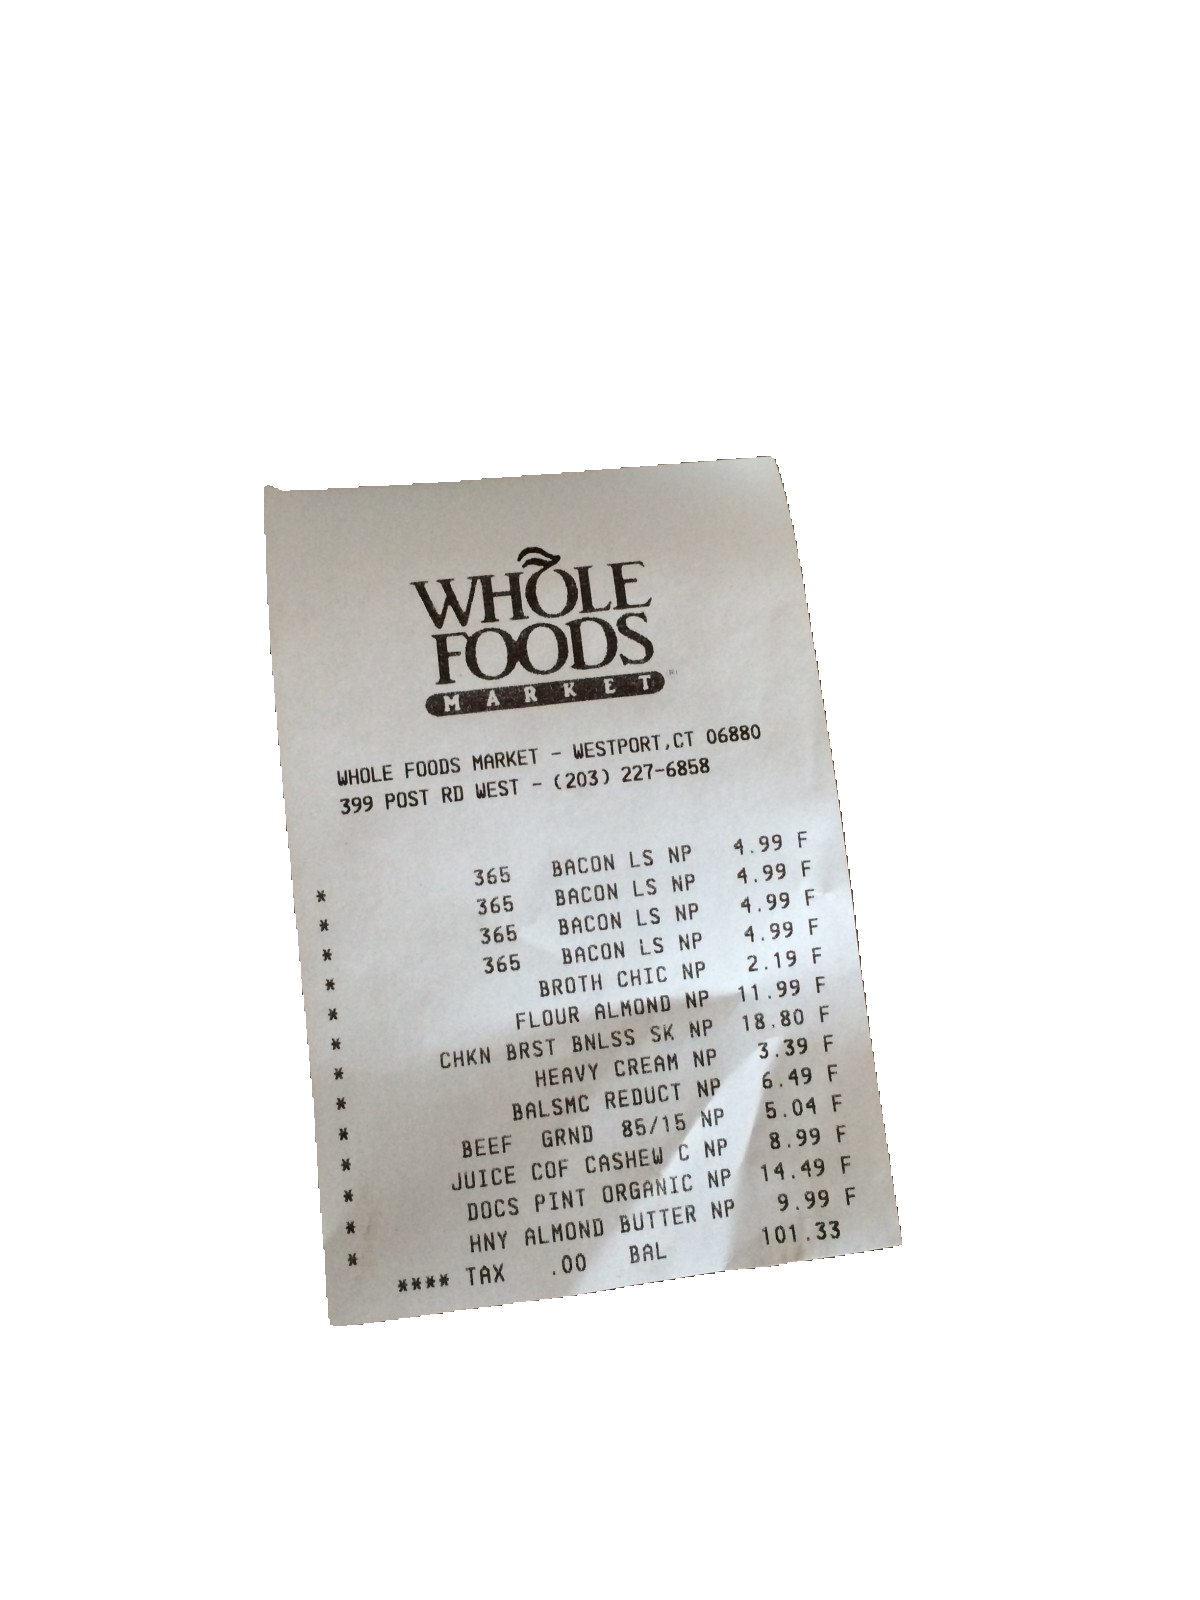 WHOLE
FOODS
MARKET
WHOLE FOODS MARKET - WESTPORT,CT 06880
399 POST RD WEST - (203) 227-6858
365 BACON LS NP 4.99 F
* 365 BACON LS NP 4.99 F
* 365 BACON LS NP 4.99 F
* 365 BACON LS NP 4.99 F
* BROTH CHIC NP 2.19 F
* FLOUR ALMOND NP 11.99 F
* CHKN BRST BNLSS SK NP 18.80 F
* HEAVY CREAM NP 3.39 F
* BALSMC REDUCT NP 6.49 F
* BEEF GRND 85/15 NP 5.04 F
* JUICE COF CASHEW C NP 8.99 F
* DOCS PINT ORGANIC NP 14.49 F
* HNY ALMOND BUTTER NP 9.99 F
* **** TAX .00 BAL 101.33